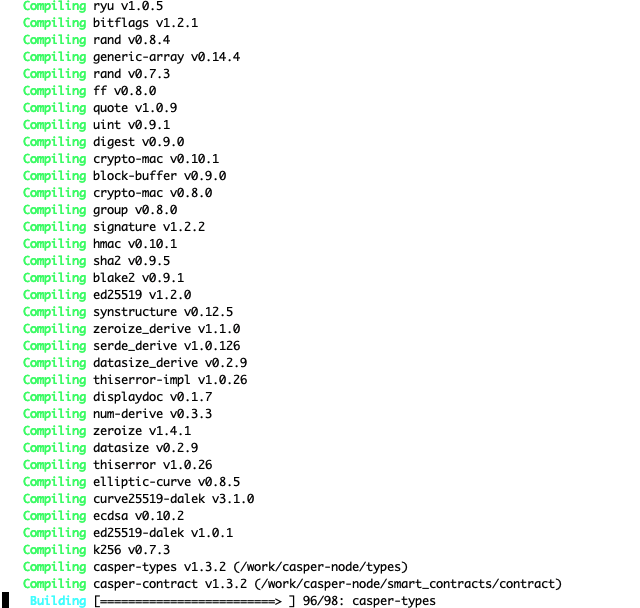 Compiling ryu v1.0.5
Compiling bitflags v1.2.1
Compiling rand v0.8.4
Compiling generic-array v0.14.4
Compiling rand v0.7.3
Compiling ff v0.8.0
Compiling quote v1.0.9
Compiling uint v0.9.1
Compiling digest v0.9.0
Compiling crypto-mac v0.10.1
Compiling block-buffer v0.9.0
Compiling crypto-mac v0.8.0
Compiling group v0.8.0
Compiling signature v1.2.2
Compiling hmac v0.10.1
Compiling sha2 v0.9.5
Compiling blake2 v0.9.1
Compiling ed25519 v1.2.0
Compiling synstructure v0.12.5
Compiling zeroize_derive v1.1.0
Compiling serde_derive v1.0.126
Compiling datasize_derive v0.2.9
Compiling thiserror-impl v1.0.26
Compiling displaydoc v0.1.7
Compiling num-derive v0.3.3
Compiling zeroize v1.4.1
Compiling datasize v0.2.9
Compiling thiserror v1.0.26
Compiling elliptic-curve v0.8.5
Compiling curve25519-dalek v3.1.0
Compiling ecdsa v0.10.2
Compiling ed25519-dalek v1.0.1
Compiling k256 v0.7.3
Compiling casper-types v1.3.2 (/work/casper-node/types)
Compiling casper-contract v1.3.2 (/work/casper-node/smart_contracts/contract)
Building [=========================> ] 96/98: casper-types